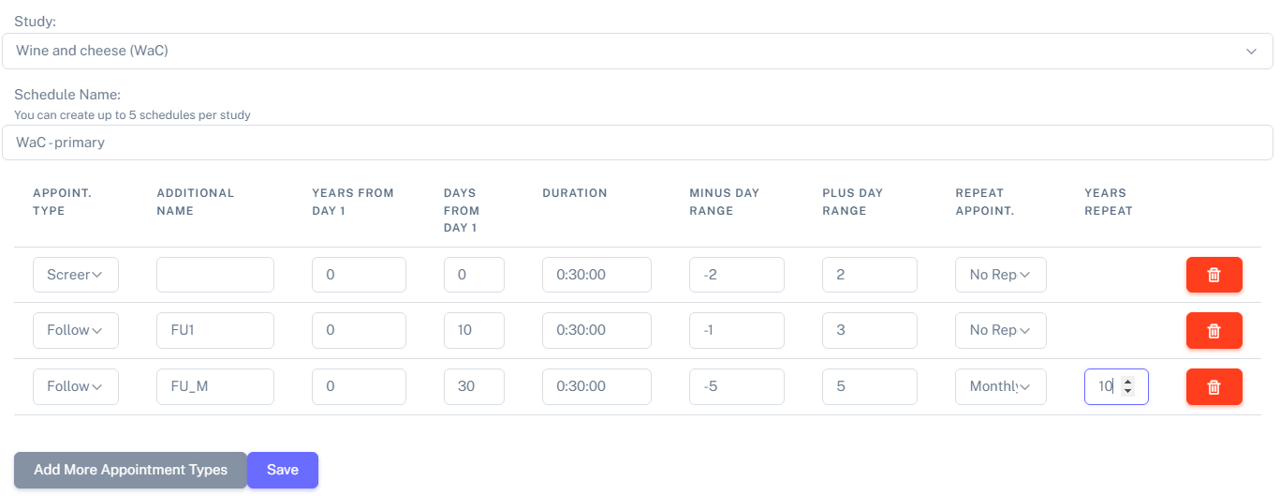 Study:
Wine and cheese (WaC)
Schedule Name:
You can create up to 5 schedules per study
WaC - primary
APPOINT. TYPE ADDITIONAL NAME YEARS FROM DAY 1 DAYS FROM DAY 1 DURATION MINUS DAY RANGE PLUS DAY RANGE REPEAT APPOINT. YEARS REPEAT
Screer 0 0 0:30:00 -2 2 No Rep
Follow FU1 0 10 0:30:00 -1 3 No Rep
Follow FU_M 0 30 0:30:00 -5 5 Monthly 10
Add More Appointment Types Save